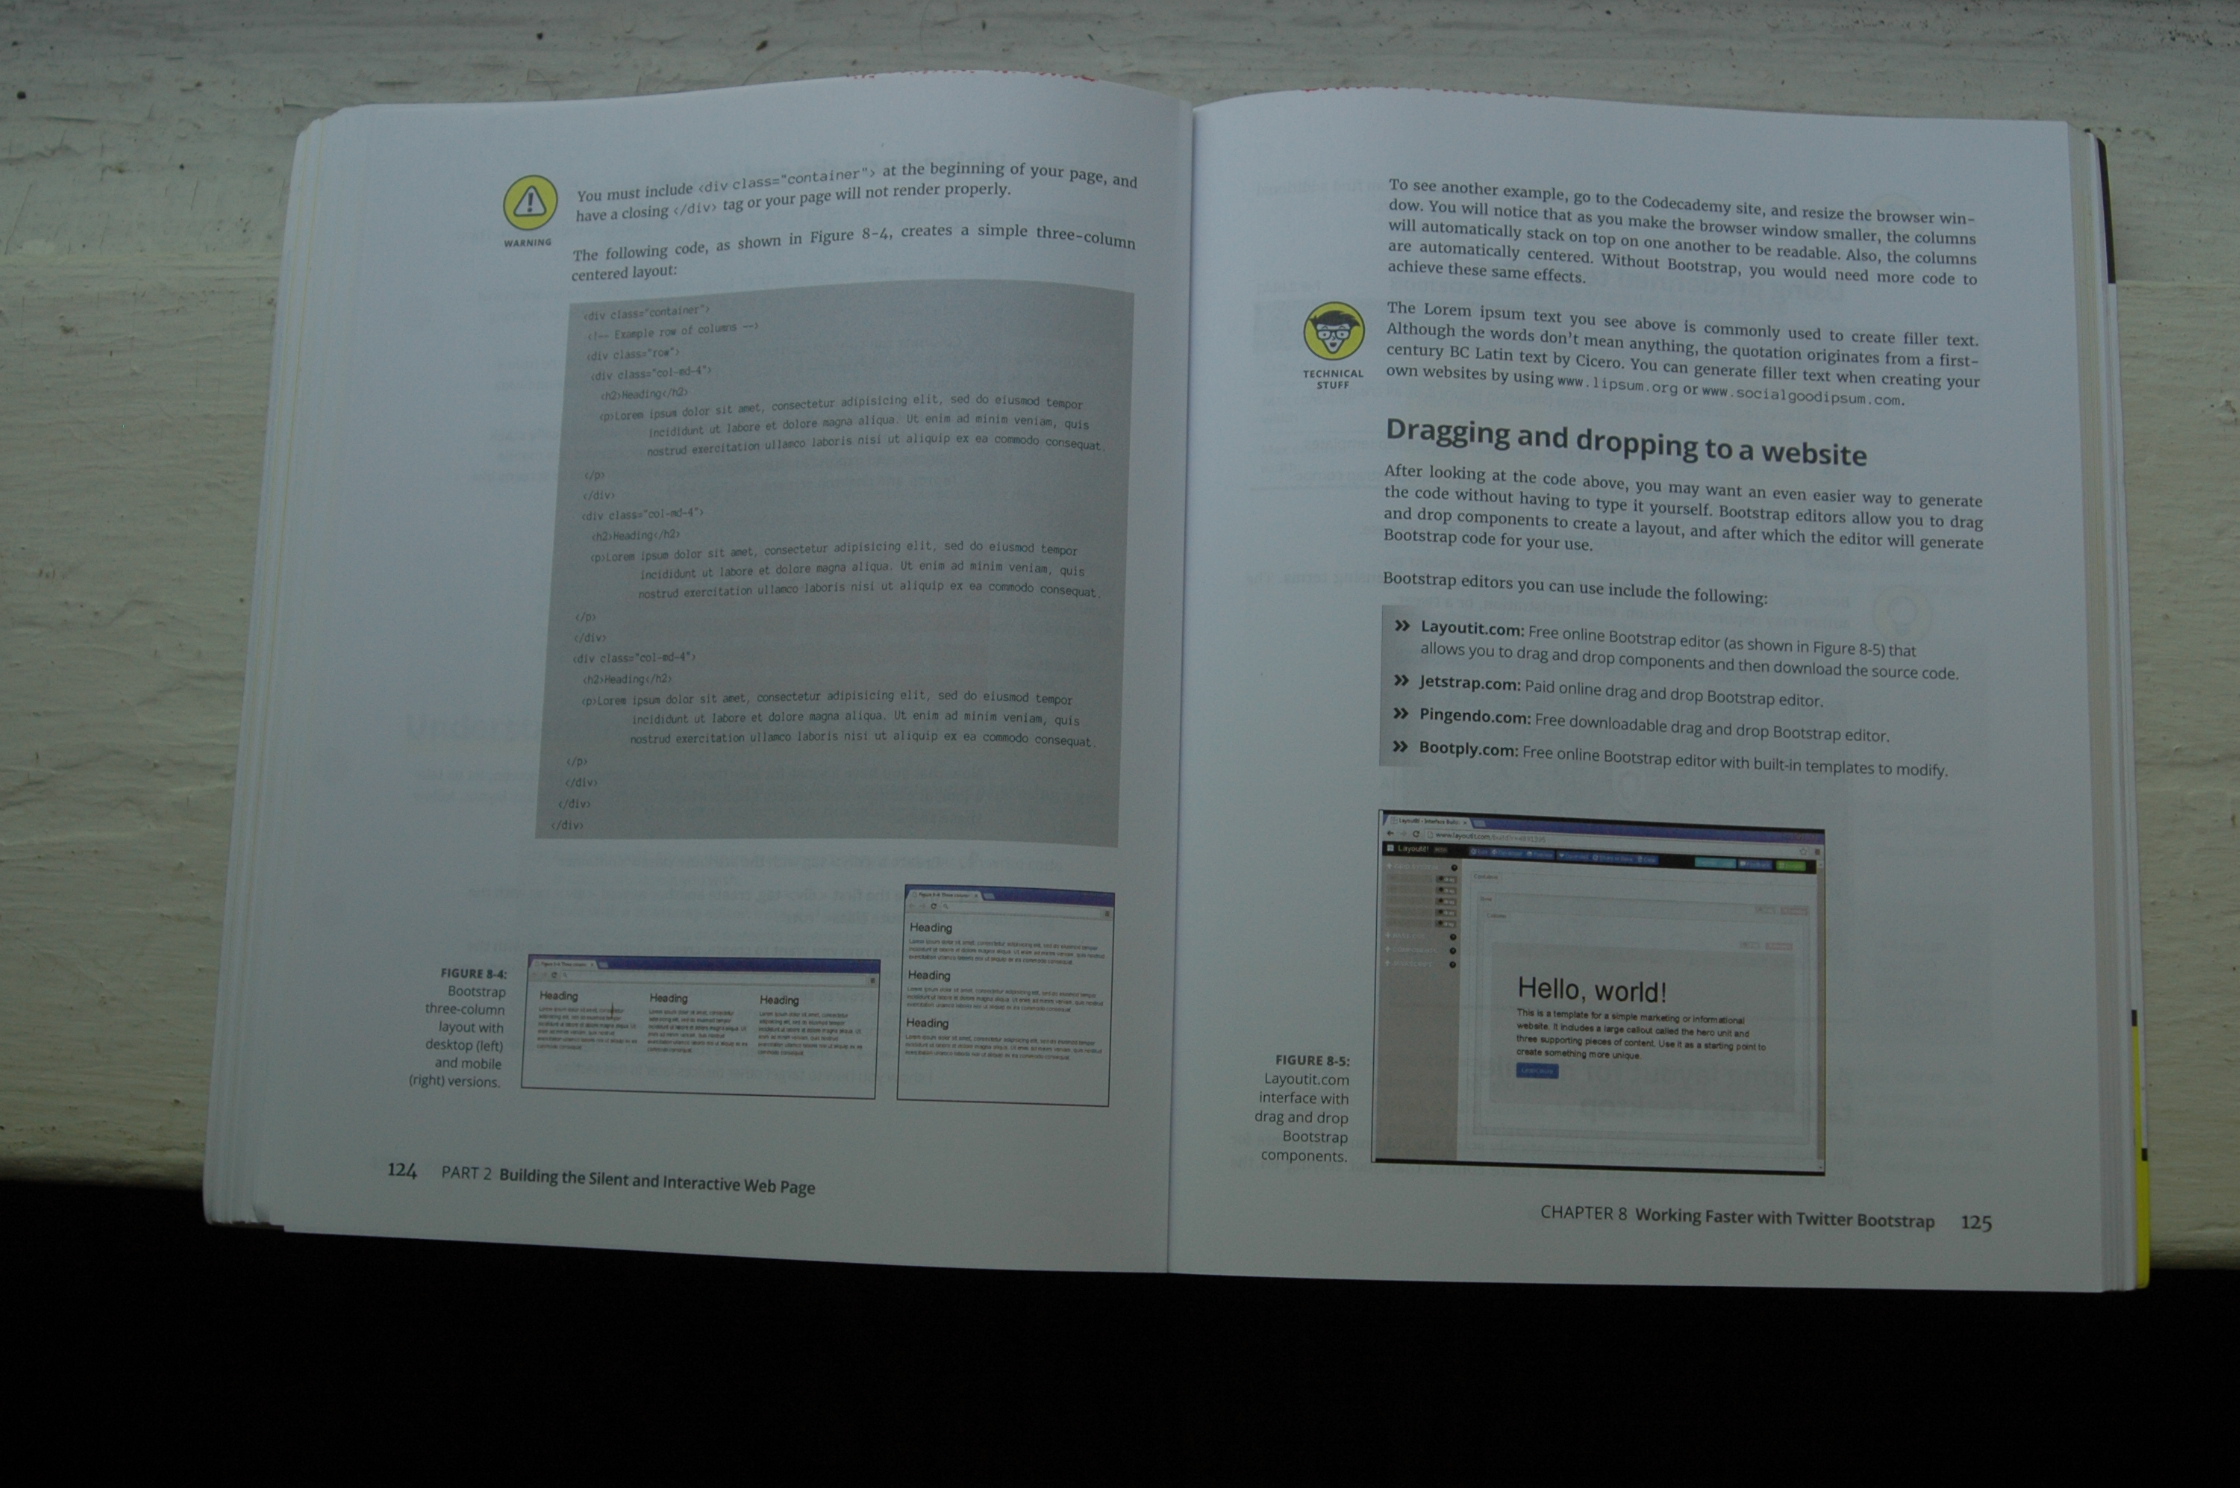 WARNING
You must include <div class="container"> at the beginning of your page, and
have a closing </div> tag or your page will not render properly.
The following code, as shown in Figure 8-4, creates a simple three-column
centered layout:
<div class="container">
<!-- Example row of columns -->
<div class="row">
<div class="col-md-4">
<h2>Heading</h2>
<p>Lorem ipsum dolor sit amet, consectetur adipisicing elit, sed do eiusmod tempor
incididunt ut labore et dolore magna aliqua. Ut enim ad minim veniam, quis
nostrud exercitation ullamco laboris nisi ut aliquip ex ea commodo consequat.
</p>
</div>
<div class="col-md-4">
<h2>Heading</h2>
<p>Lorem ipsum dolor sit amet, consectetur adipisicing elit, sed do eiusmod tempor
incididunt ut labore et dolore magna aliqua. Ut enim ad minim veniam, quis
nostrud exercitation ullamco laboris nisi ut aliquip ex ea commodo consequat.
</p>
</div>
<div class="col-md-4">
<h2>Heading</h2>
<p>Lorem ipsum dolor sit amet, consectetur adipisicing elit, sed do eiusmod tempor
incididunt ut labore et dolore magna aliqua. Ut enim ad minim veniam, quis
nostrud exercitation ullamco laboris nisi ut aliquip ex ea commodo consequat.
</p>
</div>
</div>
</div>
FIGURE 8-4:
Bootstrap
three-column
layout with
desktop (left)
and mobile
(right) versions.
Heading
Heading
Heading
Heading
Heading
Heading
124 PART 2 Building the Silent and Interactive Web Page
To see another example, go to the Codecademy site, and resize the browser win-
dow. You will notice that as you make the browser window smaller, the columns
will automatically stack on top on one another to be readable. Also, the columns
are automatically centered. Without Bootstrap, you would need more code to
achieve these same effects.
TECHNICAL
STUFF
The Lorem ipsum text you see above is commonly used to create filler text.
Although the words don't mean anything, the quotation originates from a first-
century BC Latin text by Cicero. You can generate filler text when creating your
own websites by using www.lipsum.org or www.socialgoodipsum.com.
Dragging and dropping to a website
After looking at the code above, you may want an even easier way to generate
the code without having to type it yourself. Bootstrap editors allow you to drag
and drop components to create a layout, and after which the editor will generate
Bootstrap code for your use.
Bootstrap editors you can use include the following:
» Layoutit.com: Free online Bootstrap editor (as shown in Figure 8-5) that
allows you to drag and drop components and then download the source code.
» Jetstrap.com: Paid online drag and drop Bootstrap editor.
» Pingendo.com: Free downloadable drag and drop Bootstrap editor.
» Bootply.com: Free online Bootstrap editor with built-in templates to modify.
FIGURE 8-5:
Layoutit.com
interface with
drag and drop
Bootstrap
components.
Layoutit!
Hello, world!
This is a template for a simple marketing or informational
website. It includes a large callout called the hero unit and
three supporting pieces of content. Use it as a starting point to
create something more unique.
CHAPTER 8 Working Faster with Twitter Bootstrap 125